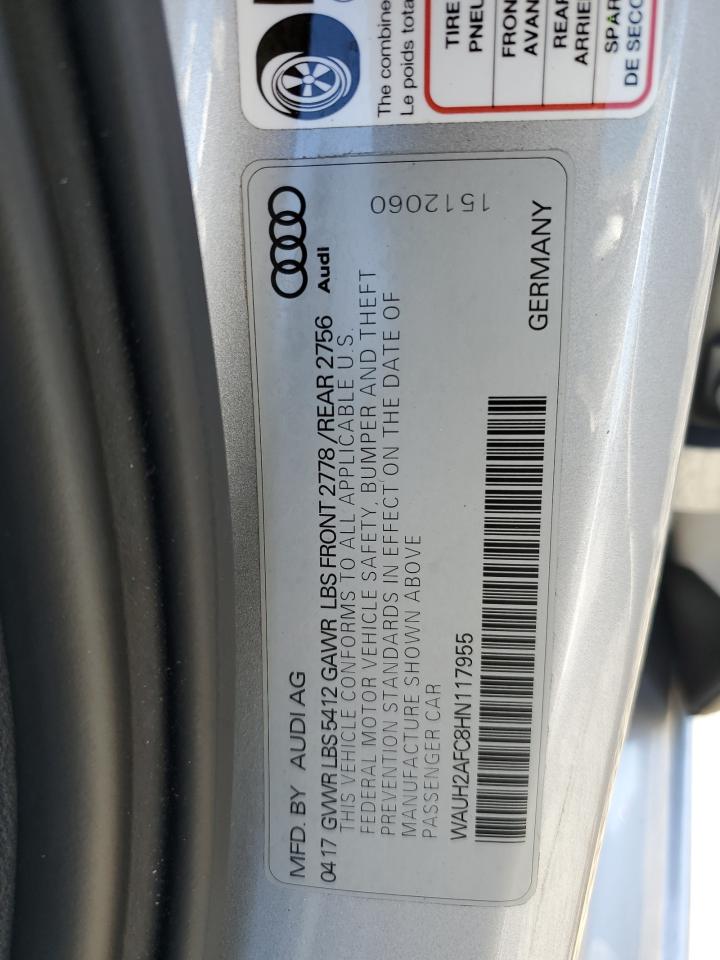 The combine
Le poids tota
TIRE
PNEU
FRON
AVAN
REAR
ARRIE
SPAR
DE SECO
MFD. BY AUDI AG
Audi
0417 GVWR LBS 5412 GAWR LBS FRONT 2778 /REAR 2756
THIS VEHICLE CONFORMS TO ALL APPLICABLE U.S.
FEDERAL MOTOR VEHICLE SAFETY, BUMPER AND THEFT
PREVENTION STANDARDS IN EFFECT ON THE DATE OF
MANUFACTURE SHOWN ABOVE
PASSENGER CAR
1512060
WAUH2AFC8HN117955
GERMANY